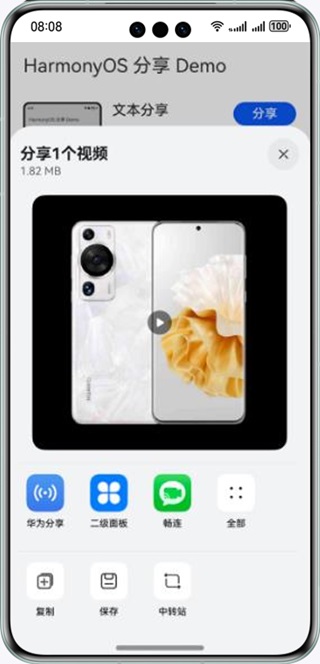 08:08
100
HarmonyOS 分享 Demo
文本分享
分享
HarmonyOS 分享 Demo
分享1个视频
1.82 MB
HUAWEI
华为分享
二级面板
畅连
全部
复制
保存
中转站